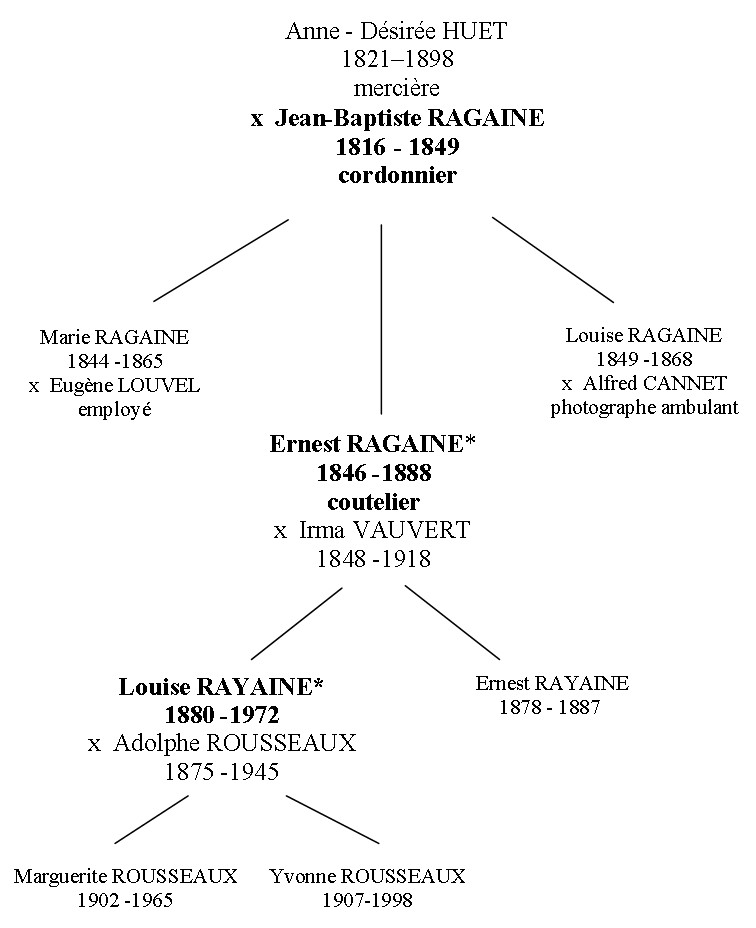 Anne - Désirée HUET
1821–1898
mercière
x Jean-Baptiste RAGAINE
1816 - 1849
cordonnier
Marie RAGAINE
1844 -1865
x Eugène LOUVEL
employé
Louise RAGAINE
1849 -1868
x Alfred CANNET
photographe ambulant
Ernest RAGAINE*
1846 -1888
coutelier
x Irma VAUVERT
1848 -1918
Louise RAYAINE*
1880 -1972
x Adolphe ROUSSEAUX
1875 -1945
Ernest RAYAINE
1878 - 1887
Marguerite ROUSSEAUX
1902 -1965
Yvonne ROUSSEAUX
1907-1998